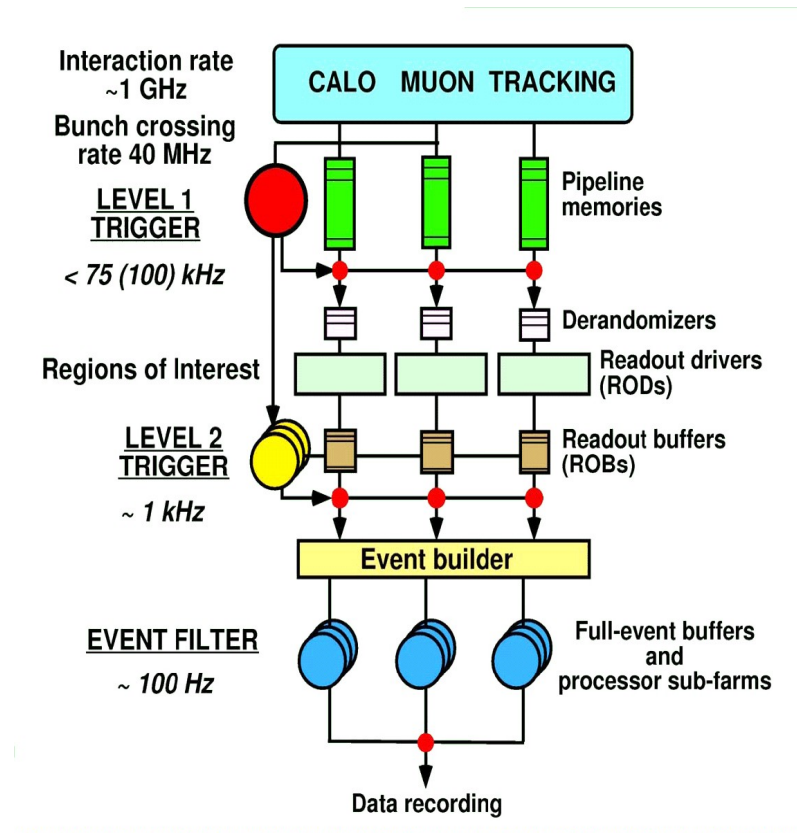 Interaction rate
~1 GHz
CALO MUON TRACKING
Bunch crossing
rate 40 MHz
LEVEL 1
TRIGGER
Pipeline
memories
< 75 (100) kHz
Derandomizers
Regions of Interest
Readout drivers
(RODs)
LEVEL 2
TRIGGER
Readout buffers
(ROBs)
~ 1 kHz
Event builder
EVENT FILTER
~ 100 Hz
Full-event buffers
and
processor sub-farms
Data recording